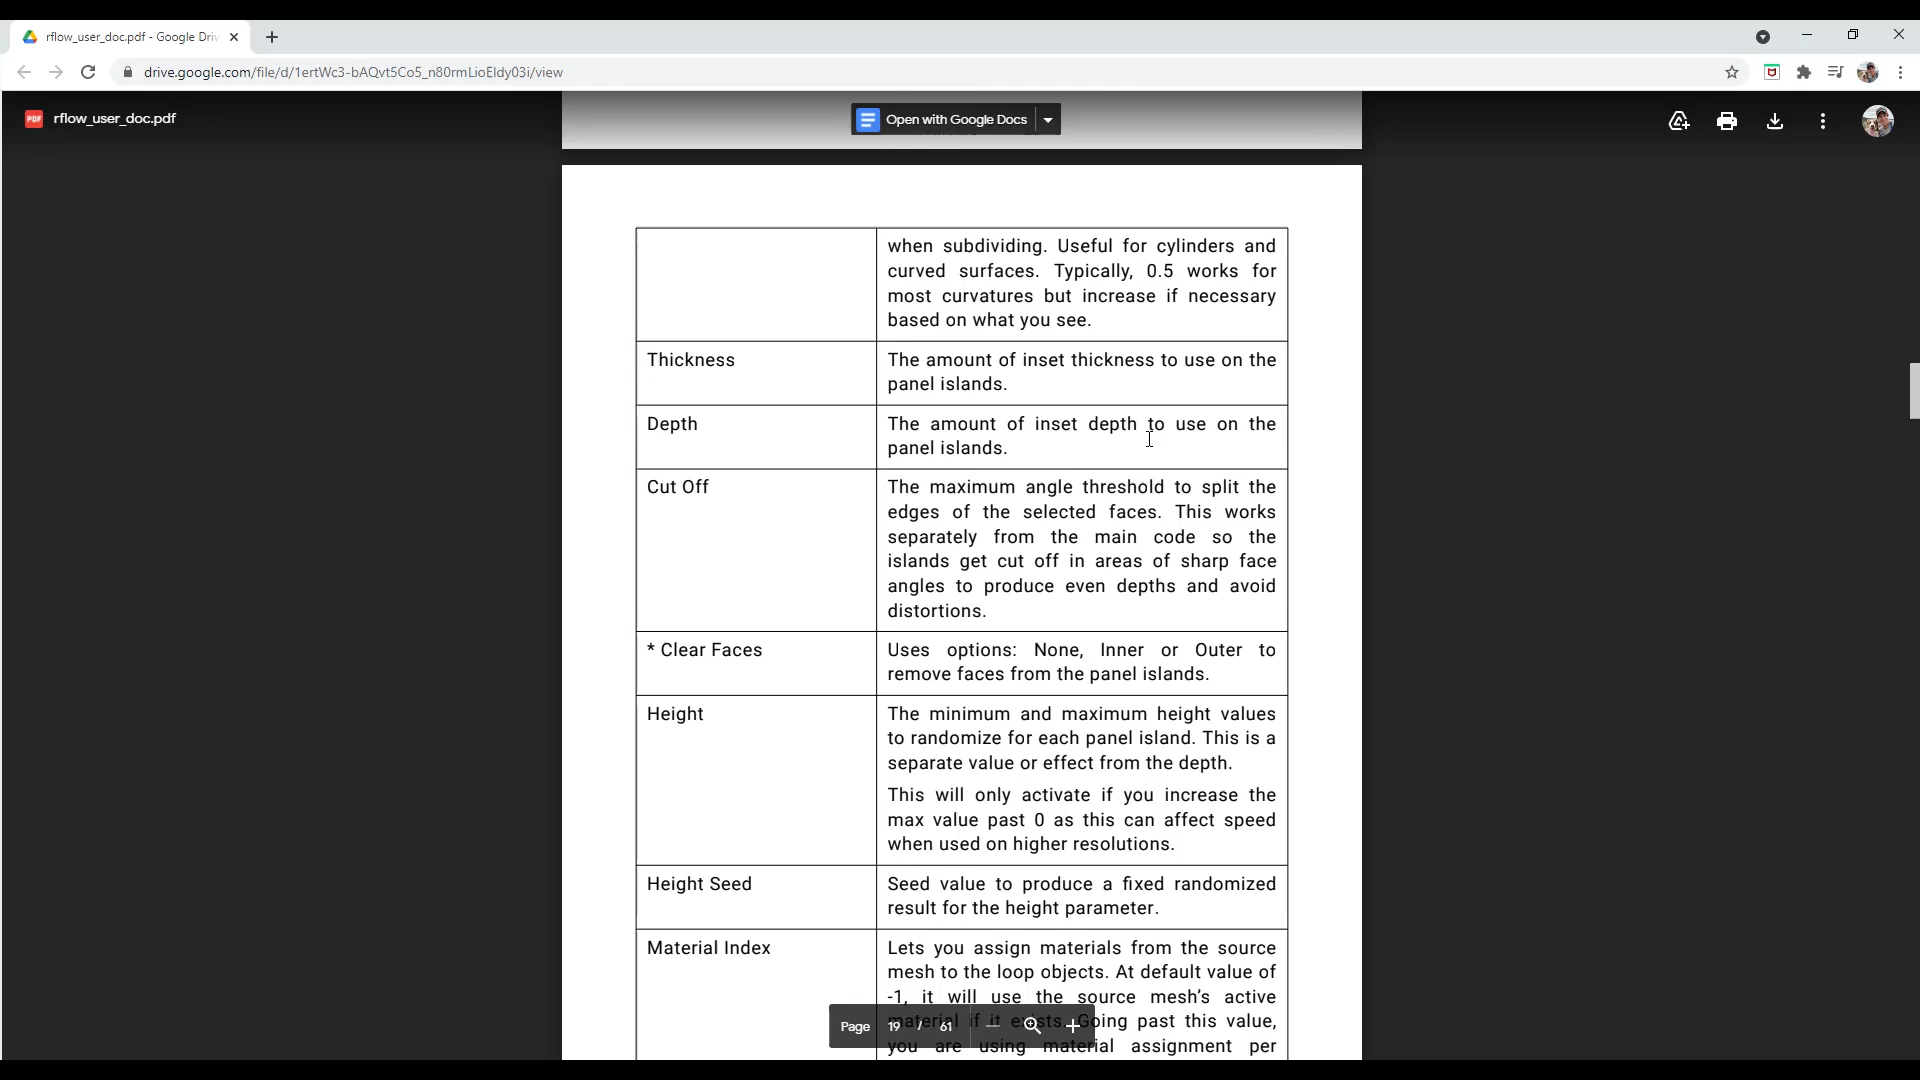 rflow_user_doc.pdf - Google Driv
drive.google.com/file/d/1ertWc3-bAQvt5Co5_n80rmLioEIdy03i/view
PDF
rflow_user_doc.pdf
Open with Google Docs
when subdividing. Useful for cylinders and
curved surfaces. Typically, 0.5 works for
most curvatures but increase if necessary
based on what you see.
Thickness
The amount of inset thickness to use on the
panel islands.
Depth
The amount of inset depth to use on the
panel islands.
Cut Off
The maximum angle threshold to split the
edges of the selected faces. This works
separately from the main code so the
islands get cut off in areas of sharp face
angles to produce even depths and avoid
distortions.
* Clear Faces
Uses options: None, Inner or Outer to
remove faces from the panel islands.
Height
The minimum and maximum height values
to randomize for each panel island. This is a
separate value or effect from the depth.
This will only activate if you increase the
max value past 0 as this can affect speed
when used on higher resolutions.
Height Seed
Seed value to produce a fixed randomized
result for the height parameter.
Material Index
Lets you assign materials from the source
mesh to the loop objects. At default value of
-1, it will use the source mesh's active
material if it exists. Going past this value,
you are using material assignment per
Page 19 / 61